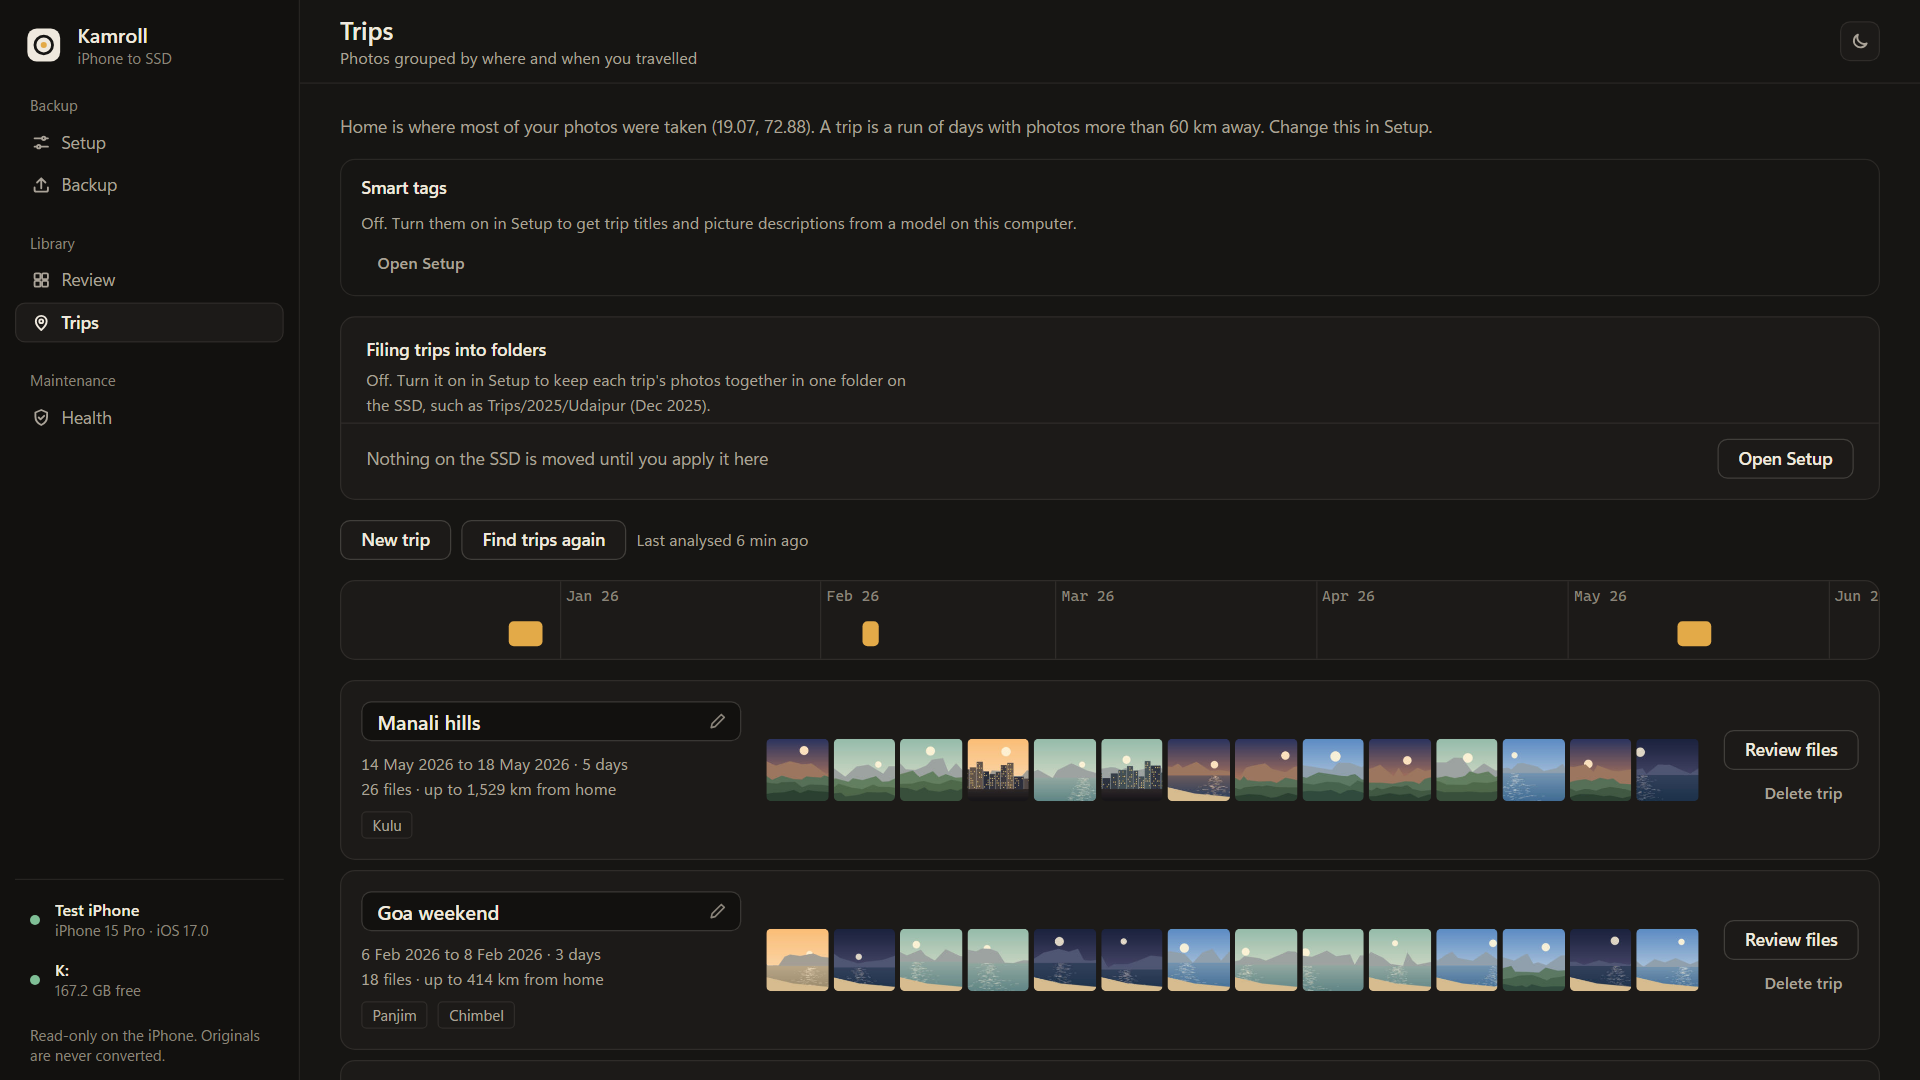 Kamroll
iPhone to SSD
Backup
Setup
Backup
Library
Review
Trips
Maintenance
Health
Test iPhone
iPhone 15 Pro · iOS 17.0
K:
167.2 GB free
Read-only on the iPhone. Originals
are never converted.
Trips
Photos grouped by where and when you travelled
Home is where most of your photos were taken (19.07, 72.88). A trip is a run of days with photos more than 60 km away. Change this in Setup.
Smart tags
Off. Turn them on in Setup to get trip titles and picture descriptions from a model on this computer.
Open Setup
Filing trips into folders
Off. Turn it on in Setup to keep each trip's photos together in one folder on
the SSD, such as Trips/2025/Udaipur (Dec 2025).
Nothing on the SSD is moved until you apply it here
Open Setup
New trip
Find trips again
Last analysed 6 min ago
Jan 26
Feb 26
Mar 26
Apr 26
May 26
Jun 2
Manali hills
14 May 2026 to 18 May 2026 · 5 days
26 files · up to 1,529 km from home
Kulu
Review files
Delete trip
Goa weekend
6 Feb 2026 to 8 Feb 2026 · 3 days
18 files · up to 414 km from home
Panjim
Chimbel
Review files
Delete trip